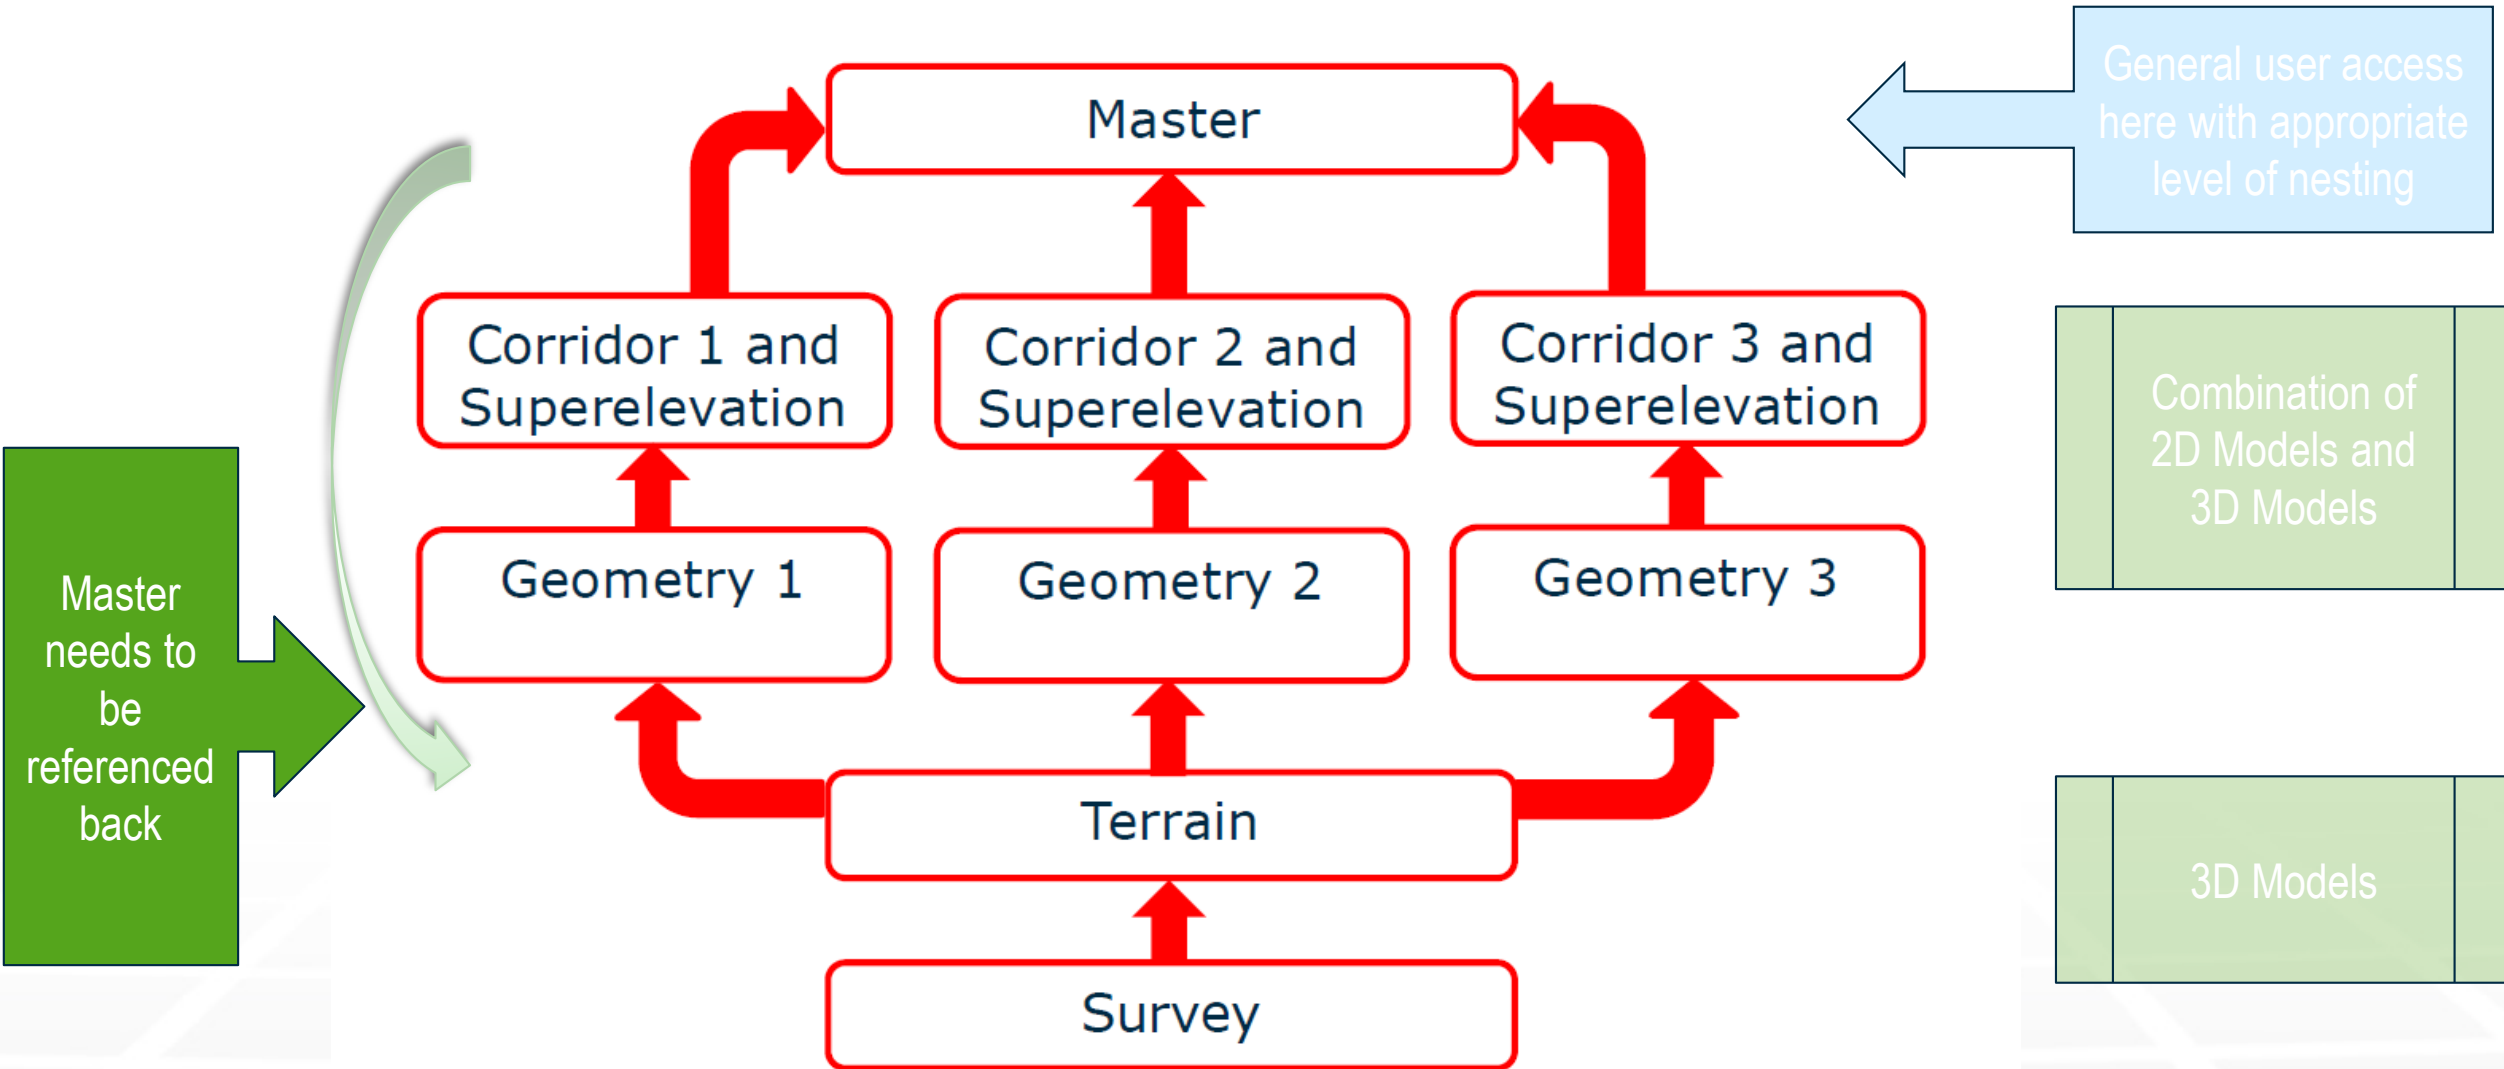 General user access
here with appropriate
level of nesting
Master
Corridor 1 and
Superelevation
Corridor 2 and
Superelevation
Corridor 3 and
Superelevation
Combination of
2D Models and
3D Models
Geometry 1
Geometry 2
Geometry 3
Master
needs to
be
referenced
back
Terrain
3D Models
Survey